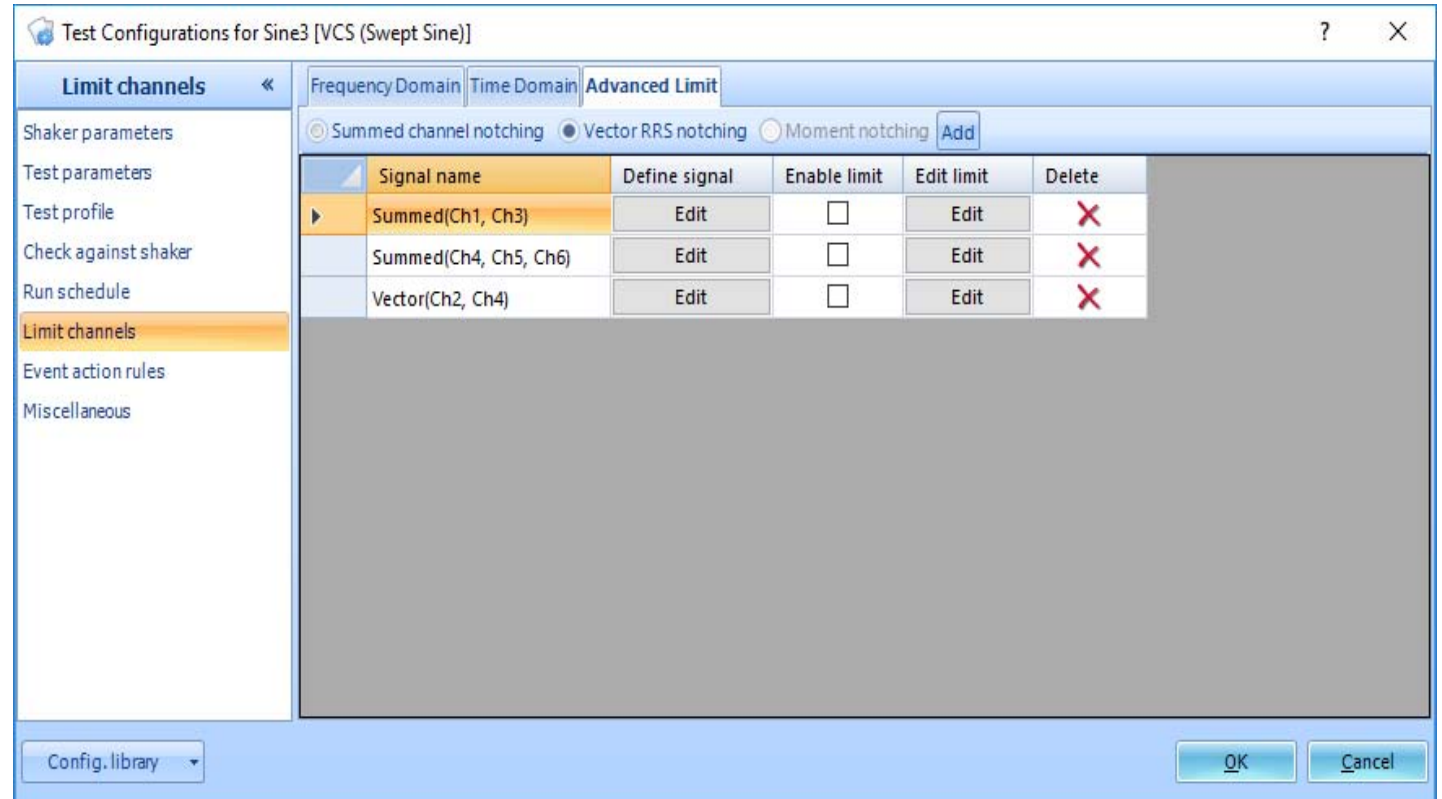 Test Configurations for Sine3 [VCS (Swept Sine)]
?
Limit channels «
Shaker parameters
Test parameters
Test profile
Check against shaker
Run schedule
Limit channels
Event action rules
Miscellaneous
Frequency Domain Time Domain Advanced Limit
Summed channel notching Vector RRS notching Moment notching Add
Signal name Define signal Enable limit Edit limit Delete
Summed(Ch1, Ch3) Edit Edit
Summed(Ch4, Ch5, Ch6) Edit Edit
Vector(Ch2, Ch4) Edit Edit
Config. library
OK Cancel